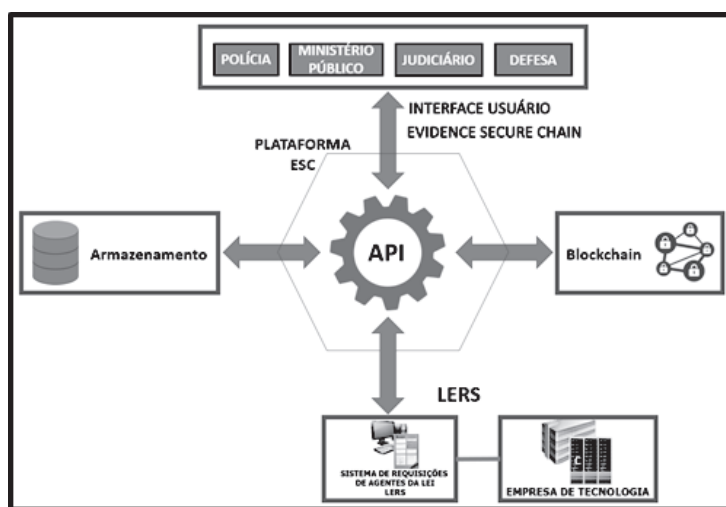 POLÍCIA
MINISTÉRIO
PÚBLICO
JUDICIÁRIO
DEFESA
INTERFACE USUÁRIO
EVIDENCE SECURE CHAIN
PLATAFORMA
ESC
Armazenamento
API
Blockchain
LERS
SISTEMA DE REQUISIÇÕES
DE AGENTES DA LEI
LERS
EMPRESA DE TECNOLOGIA